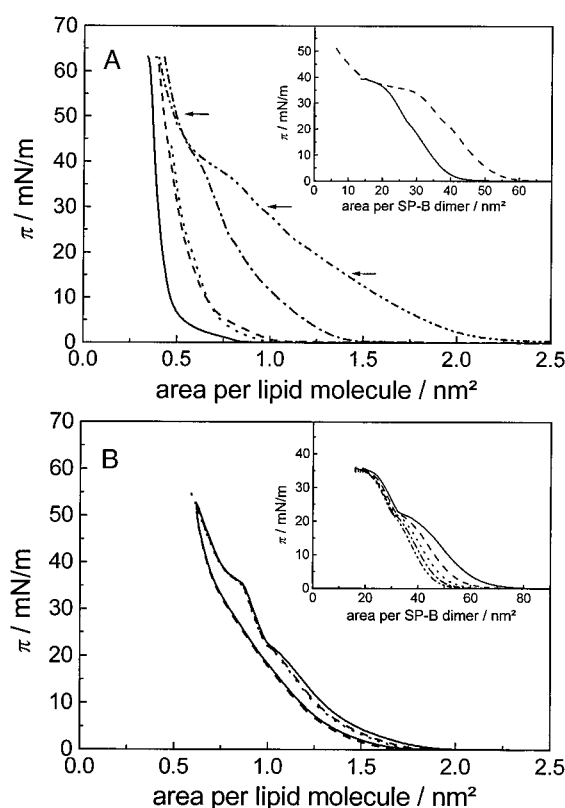 A
70
60
50
40
30
20
10
0
π / mN/m
0.0 0.5 1.0 1.5 2.0 2.5
area per lipid molecule / nm²
50
40
30
20
10
0
π / mN/m
0 10 20 30 40 50 60
area per SP-B dimer / nm²
B
70
60
50
40
30
20
10
0
π / mN/m
0.0 0.5 1.0 1.5 2.0 2.5
area per lipid molecule / nm²
50
40
30
20
10
0
π / mN/m
0 20 40 60 80
area per SP-B dimer / nm²